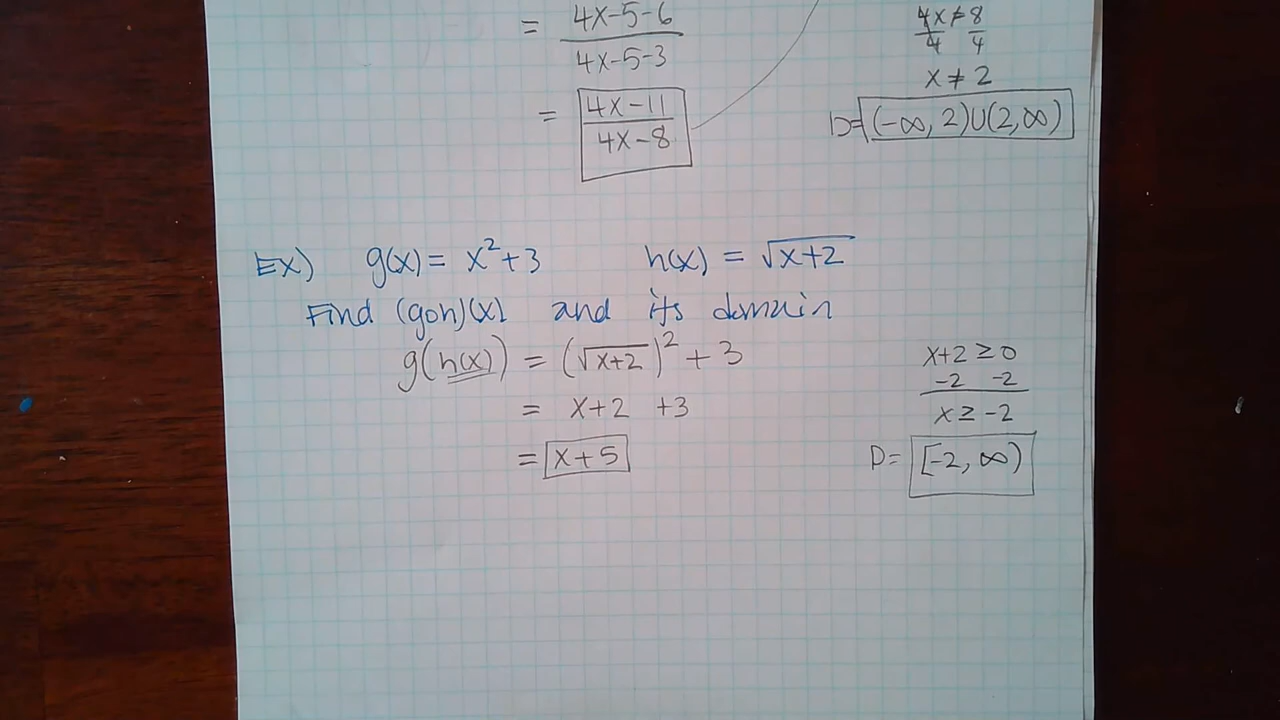 = 4x-5-6
4x-5-3
= 4x-11
4x-8
4x≠8
4 4
x≠2
D=(-∞, 2)∪(2,∞)
Ex) g(x)= x²+3 h(x) = √x+2
Find (goh)(x) and its domain
g(h(x)) = (√x+2)² + 3
= x+2 +3
= x+5
x+2 ≥ 0
-2 -2
x ≥ -2
D= [-2, ∞)